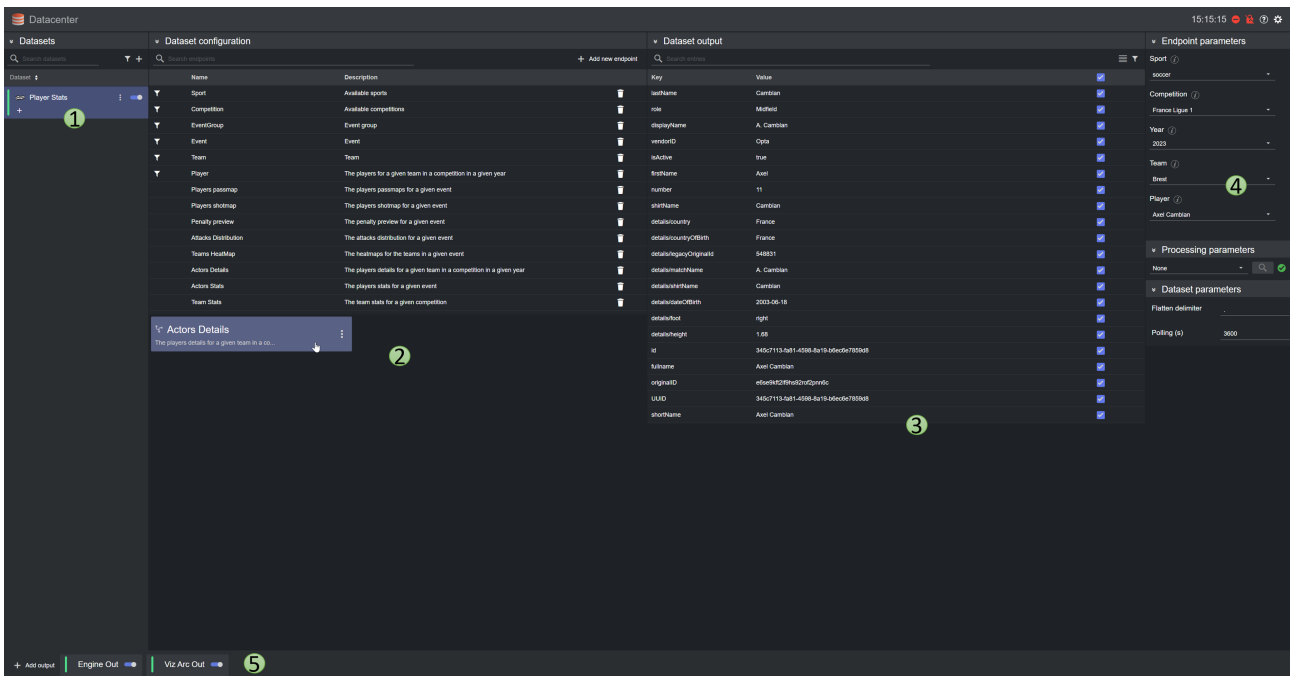 Datacenter
15:15:15
Datasets
Search datasets
Dataset
Player Stats
+
1
Dataset configuration
Search endpoints
+ Add new endpoint
Name Description
Sport Available sports
Competition Available competitions
EventGroup Event group
Event Event
Team Team
Player The players for a given team in a competition in a given year
Players passmap The players passmaps for a given event
Players shotmap The players shotmap for a given event
Penalty preview The penalty preview for a given event
Attacks Distribution The attacks distribution for a given event
Teams HeatMap The heatmaps for the teams in a given event
Actors Details The players details for a given team in a competition in a given year
Actors Stats The players stats for a given event
Team Stats The team stats for a given competition
Actors Details
The players details for a given team in a co...
2
Dataset output
Search entries
Key Value
lastName Camblan
role Midfield
displayName A. Camblan
vendorID Opta
isActive true
firstName Axel
number 11
shirtName Camblan
details/country France
details/countryOfBirth France
details/legacyOriginalId 548831
details/matchName A. Camblan
details/shirtName Camblan
details/dateOfBirth 2003-06-18
details/foot right
details/height 1.68
id 345c7113-fa81-4598-8a19-b6ec6e7859d8
fullname Axel Camblan
originalID e6se9kft2lf9hs92rof2pnn6c
UUID 345c7113-fa81-4598-8a19-b6ec6e7859d8
shortName Axel Camblan
3
Endpoint parameters
Sport
soccer
Competition
France Ligue 1
Year
2023
Team
Brest
4
Player
Axel Camblan
Processing parameters
None
Dataset parameters
Flatten delimiter .
Polling (s) 3600
+ Add output
Engine Out
Viz Arc Out
5